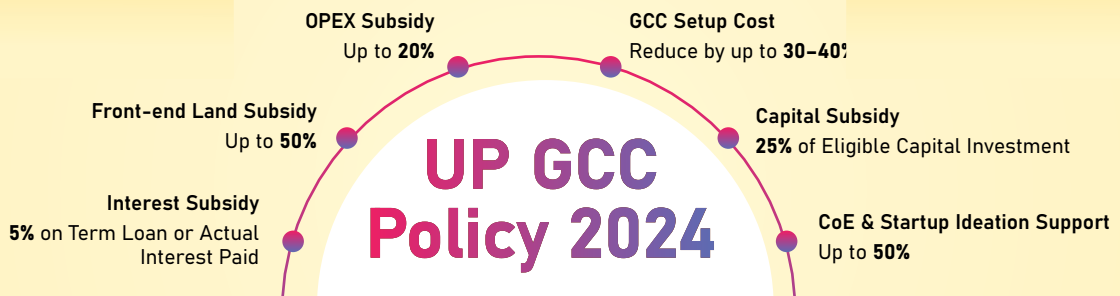 OPEX Subsidy
Up to 20%
GCC Setup Cost
Reduce by up to 30–40%
Front-end Land Subsidy
Up to 50%
Capital Subsidy
25% of Eligible Capital Investment
UP GCC
Policy 2024
Interest Subsidy
5% on Term Loan or Actual
Interest Paid
CoE & Startup Ideation Support
Up to 50%